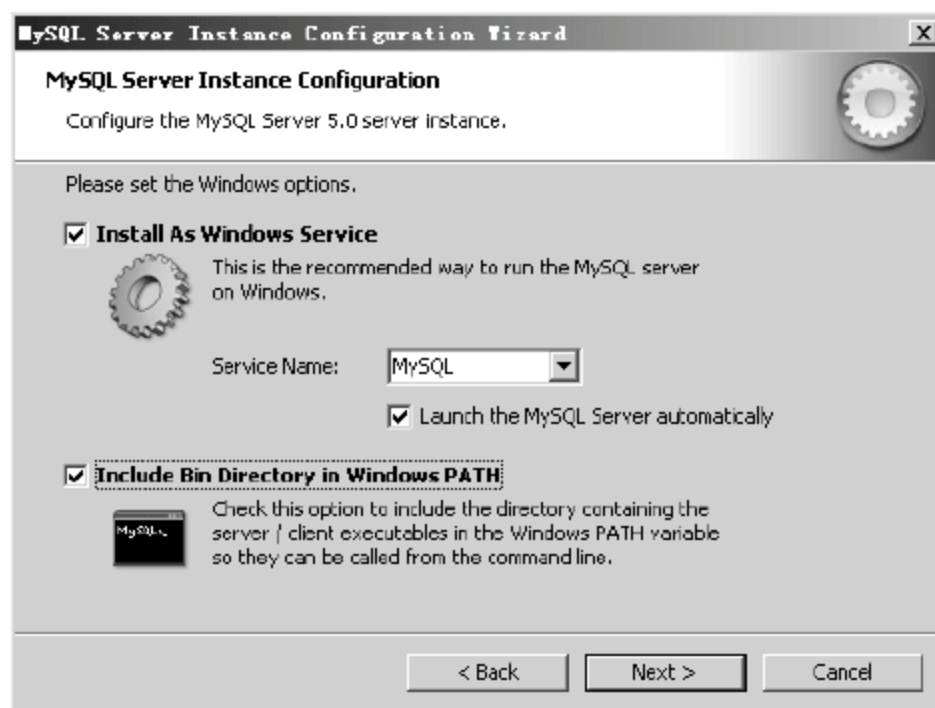 MySQL Server Instance Configuration Wizard
MySQL Server Instance Configuration
Configure the MySQL Server 5.0 server instance.
Please set the Windows options.
Install As Windows Service
This is the recommended way to run the MySQL server
on Windows.
Service Name: MySQL
Launch the MySQL Server automatically
Include Bin Directory in Windows PATH
Check this option to include the directory containing the
server / client executables in the Windows PATH variable
so they can be called from the command line.
MySQL
< Back Next > Cancel